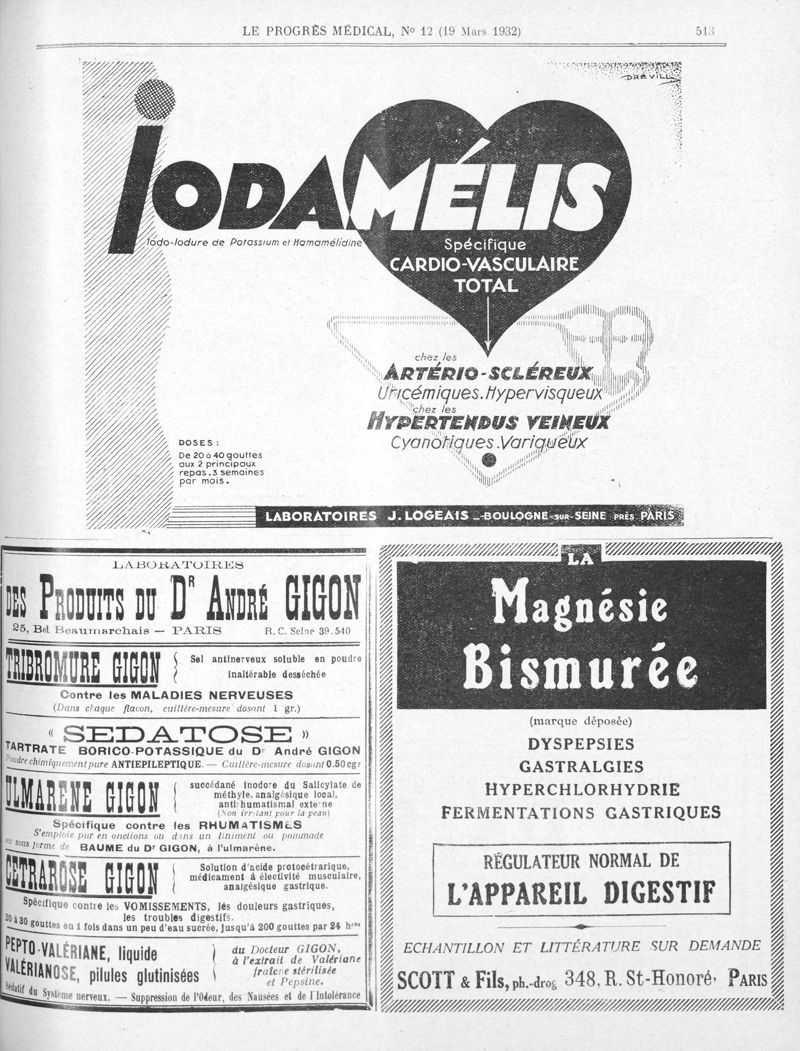 LE PROGRÈS MÉDICAL, Nº 12 (19 Mars 1932) 513
DRÉVILL
iODAMÉLIS
Iodo-Iodure de Potassium et Hamamélidine
Spécifique
CARDIO-VASCULAIRE
TOTAL
chez les
ARTÉRIO-SCLÉREUX
Uricémiques.Hypervisqueux
chez les
HYPERTENDUS VEINEUX
Cyanotiques.Variqueux
DOSES :
De 20 à 40 gouttes
aux 2 principaux
repas. 3 semaines
par mois.
LABORATOIRES J. LOGEAIS - BOULOGNE-SUR-SEINE PRÈS PARIS
LABORATOIRES
DES PRODUITS DU Dʳ ANDRÉ GIGON
25, Bd Beaumarchais — PARIS R. C. Seine 39.540
TRIBROMURE GIGON { Sel antinerveux soluble en poudre
inaltérable desséchée
Contre les MALADIES NERVEUSES
(Dans chaque flacon, cuillère-mesure dosant 1 gr.)
« SEDATOSE »
TARTRATE BORICO-POTASSIQUE du Dʳ André GIGON
Poudre chimiquement pure ANTIEPILEPTIQUE. — Cuillère-mesure dosant 0.50 cgr
ULMARÈNE GIGON { succédané inodore du Salicylate de
méthyle, analgésique local,
antirhumatismal externe
(Non irritant pour la peau)
Spécifique contre les RHUMATISMES
S'emploie pur en onctions ou dans un liniment ou pommade
ou sous forme de BAUME du Dʳ GIGON, à l'ulmarène.
CÉTRAROSE GIGON { Solution d'acide protocétrarique,
médicament à électivité musculaire,
analgésique gastrique.
Spécifique contre les VOMISSEMENTS, les douleurs gastriques,
les troubles digestifs.
20 à 30 gouttes en 1 fois dans un peu d'eau sucrée, jusqu'à 200 gouttes par 24 hres
PEPTO-VALÉRIANE, liquide
VALÉRIANOSE, pilules glutinisées
du Docteur GIGON,
à l'extrait de Valériane
fraîche stérilisée
et Pepsine.
Sédatif du Système nerveux. — Suppression de l'Odeur, des Nausées et de l'Intolérance
LA
Magnésie
Bismurée
(marque déposée)
DYSPEPSIES
GASTRALGIES
HYPERCHLORHYDRIE
FERMENTATIONS GASTRIQUES
RÉGULATEUR NORMAL DE
L'APPAREIL DIGESTIF
ECHANTILLON ET LITTÉRATURE SUR DEMANDE
SCOTT & Fils, ph.-drog 348, R. St-Honoré, PARIS